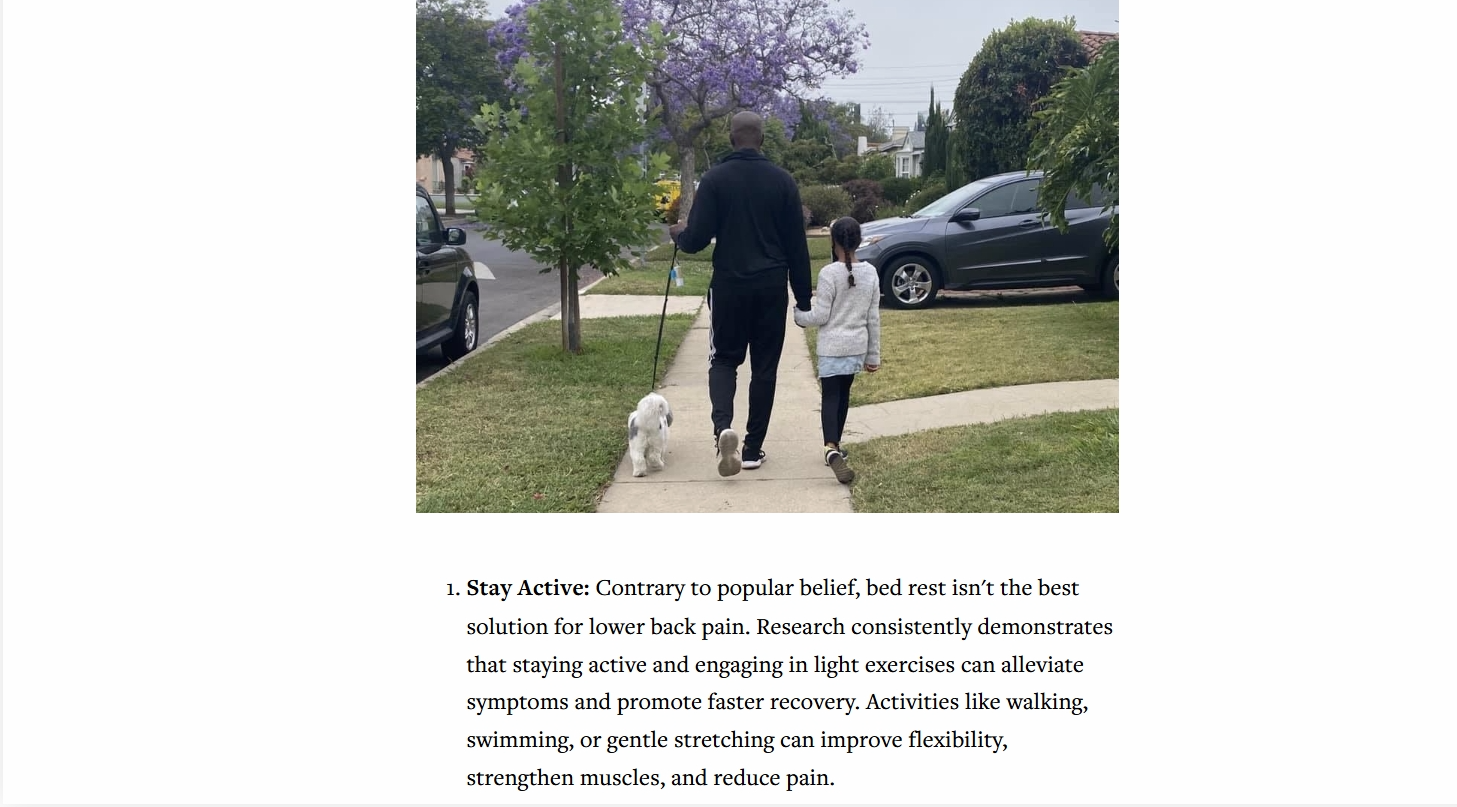 1. Stay Active: Contrary to popular belief, bed rest isn't the best
solution for lower back pain. Research consistently demonstrates
that staying active and engaging in light exercises can alleviate
symptoms and promote faster recovery. Activities like walking,
swimming, or gentle stretching can improve flexibility,
strengthen muscles, and reduce pain.